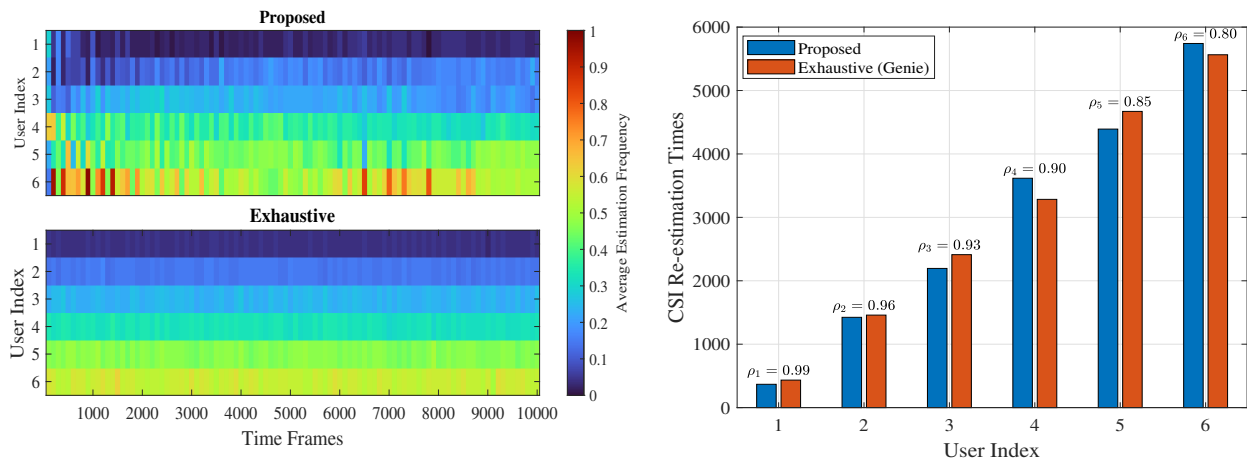 Proposed
User Index
1
2
3
4
5
6
Exhaustive
User Index
1
2
3
4
5
6
1000 2000 3000 4000 5000 6000 7000 8000 9000 10000
Time Frames
1
0.9
0.8
0.7
0.6
0.5
0.4
0.3
0.2
0.1
0
Average Estimation Frequency
CSI Re-estimation Times
6000
5000
4000
3000
2000
1000
0
Proposed
Exhaustive (Genie)
ρ₁ = 0.99
ρ₂ = 0.96
ρ₃ = 0.93
ρ₄ = 0.90
ρ₅ = 0.85
ρ₆ = 0.80
1 2 3 4 5 6
User Index